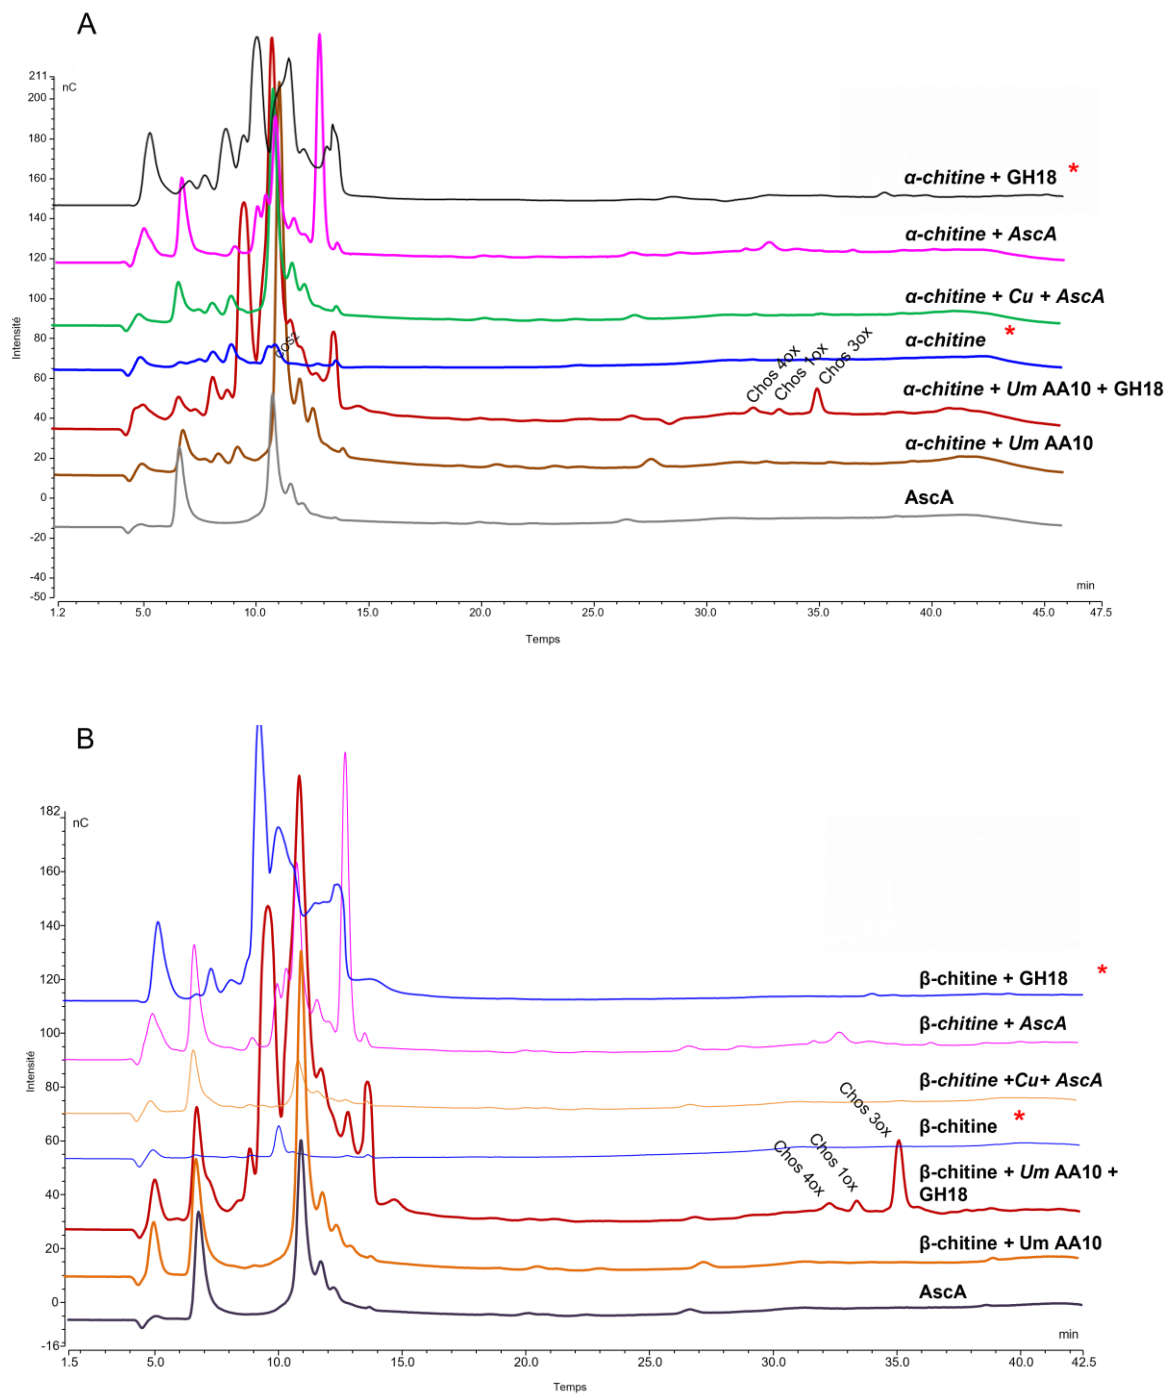 A
211
nC
200
180
160
140
120
100
80
60
40
20
0
-20
-40
-50
Intensité
α-chitine + GH18 *
α-chitine + AscA
α-chitine + Cu + AscA
α-chitine *
α-chitine + Um AA10 + GH18
α-chitine + Um AA10
AscA
Chos 4ox
Chos 1ox
Chos 3ox
min
1.2 5.0 10.0 15.0 20.0 25.0 30.0 35.0 40.0 45.0 47.5
Temps
B
182
nC
160
140
120
100
80
60
40
20
0
-16
Intensité
β-chitine + GH18 *
β-chitine + AscA
β-chitine +Cu+ AscA
β-chitine *
β-chitine + Um AA10 +
GH18
β-chitine + Um AA10
AscA
Chos 4ox
Chos 1ox
Chos 3ox
min
1.5 5.0 10.0 15.0 20.0 25.0 30.0 35.0 40.0 42.5
Temps